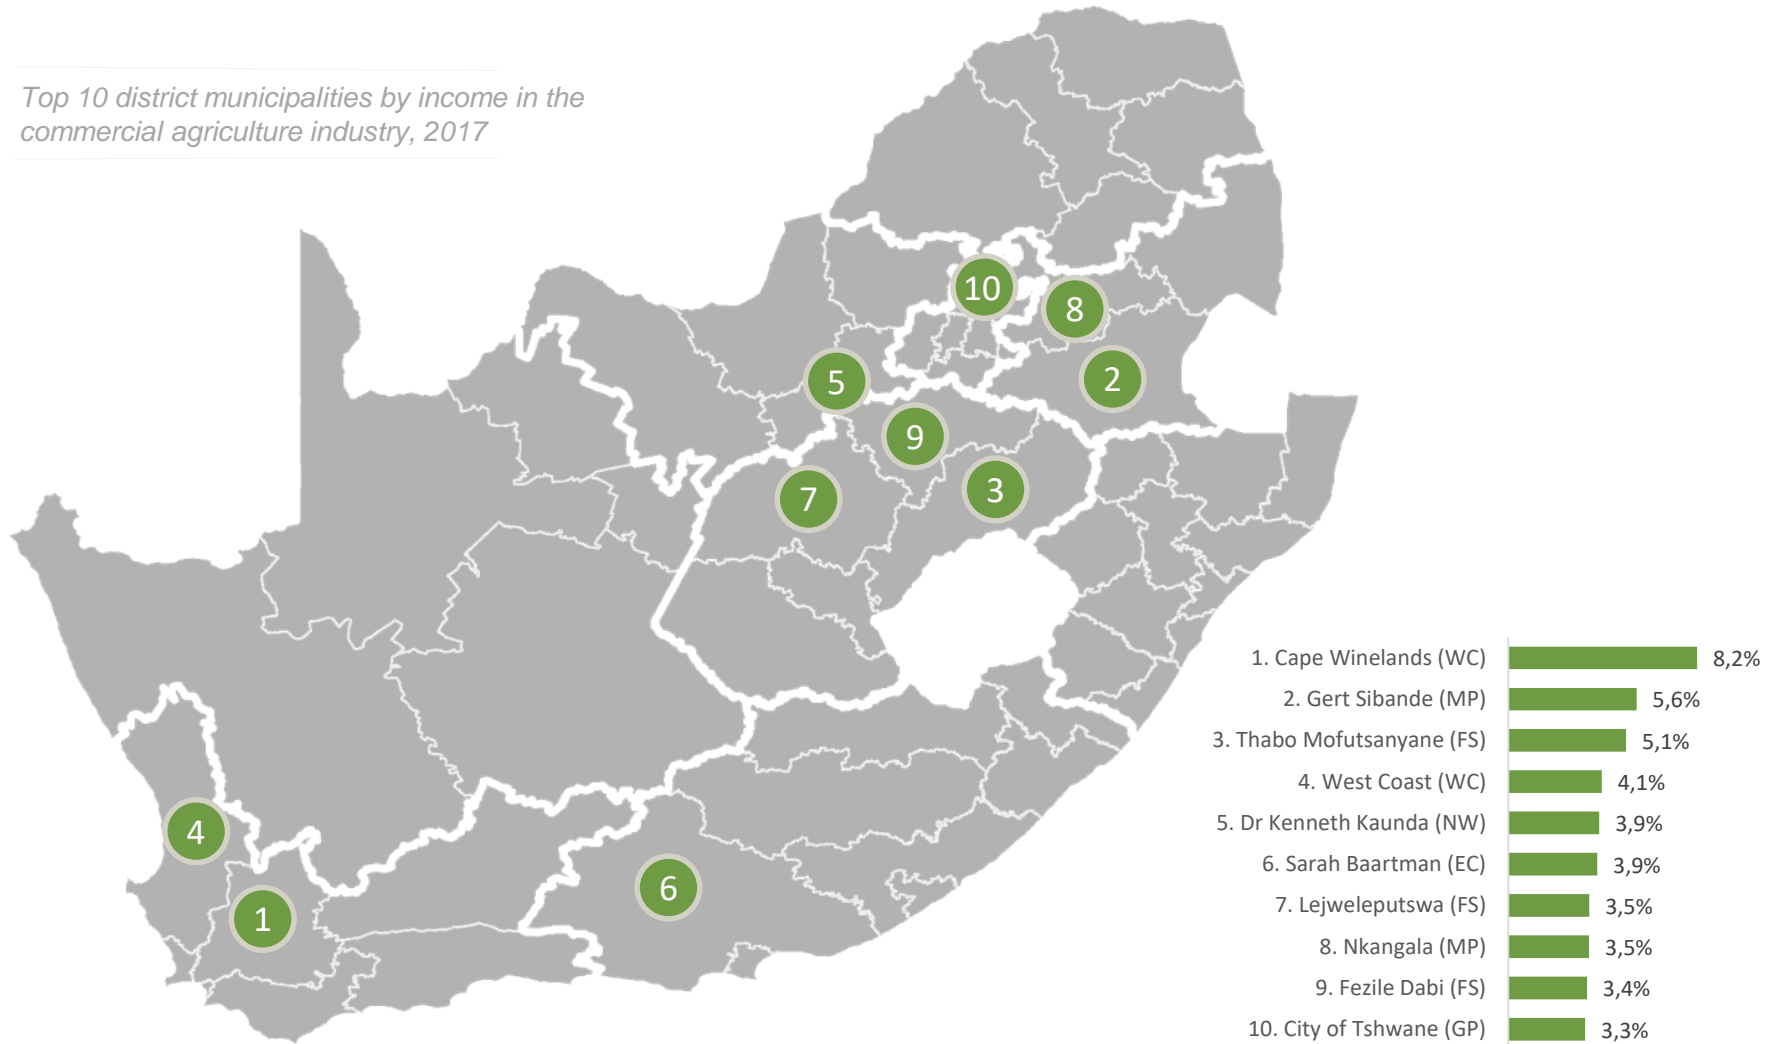 Top 10 district municipalities by income in the
commercial agriculture industry, 2017
10
8
5
2
9
3
7
4
6
1
1. Cape Winelands (WC) 8,2%
2. Gert Sibande (MP) 5,6%
3. Thabo Mofutsanyane (FS) 5,1%
4. West Coast (WC) 4,1%
5. Dr Kenneth Kaunda (NW) 3,9%
6. Sarah Baartman (EC) 3,9%
7. Lejweleputswa (FS) 3,5%
8. Nkangala (MP) 3,5%
9. Fezile Dabi (FS) 3,4%
10. City of Tshwane (GP) 3,3%